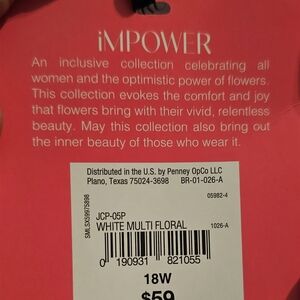 iMPOWER
An inclusive collection celebrating all
women and the optimistic power of flowers.
This collection evokes the comfort and joy
that flowers bring with their vivid, relentless
beauty. May this collection also bring out
the inner beauty of those who wear it.
Distributed in the U.S. by Penney OpCo LLC
Plano, Texas 75024-3698 BR-01-026-A
05982-4
JCP-05P
WHITE MULTI FLORAL 1026-A
0 190931 821055
18W
$59